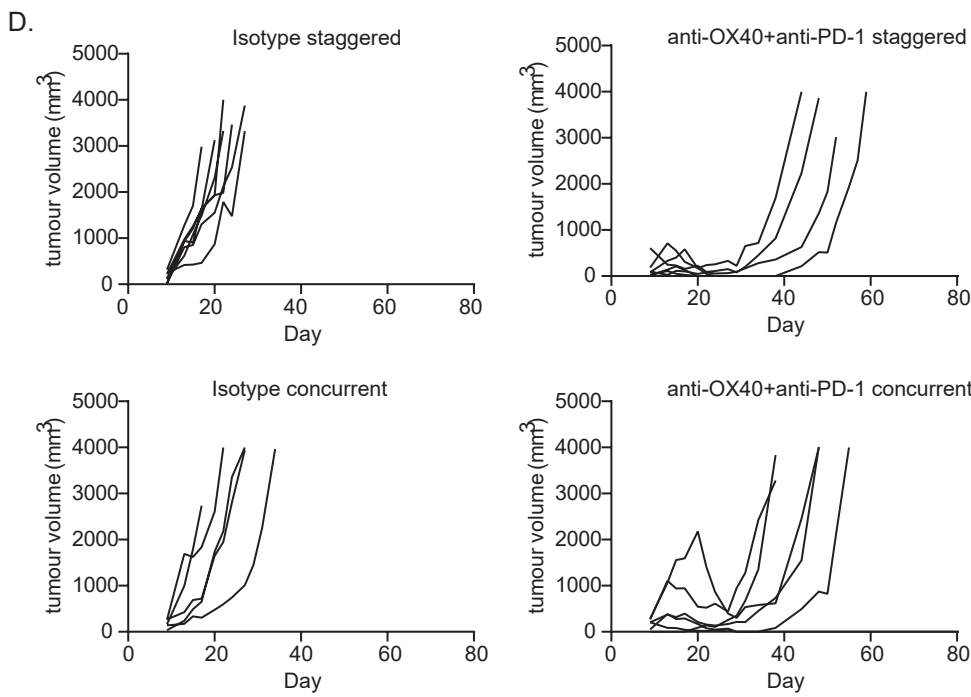 D.
Isotype staggered
5000
4000
3000
2000
1000
0
tumour volume (mm³)
0 20 40 60 80
Day
anti-OX40+anti-PD-1 staggered
5000
4000
3000
2000
1000
0
tumour volume (mm³)
0 20 40 60 80
Day
Isotype concurrent
5000
4000
3000
2000
1000
0
tumour volume (mm³)
0 20 40 60 80
Day
anti-OX40+anti-PD-1 concurrent
5000
4000
3000
2000
1000
0
tumour volume (mm³)
0 20 40 60 80
Day